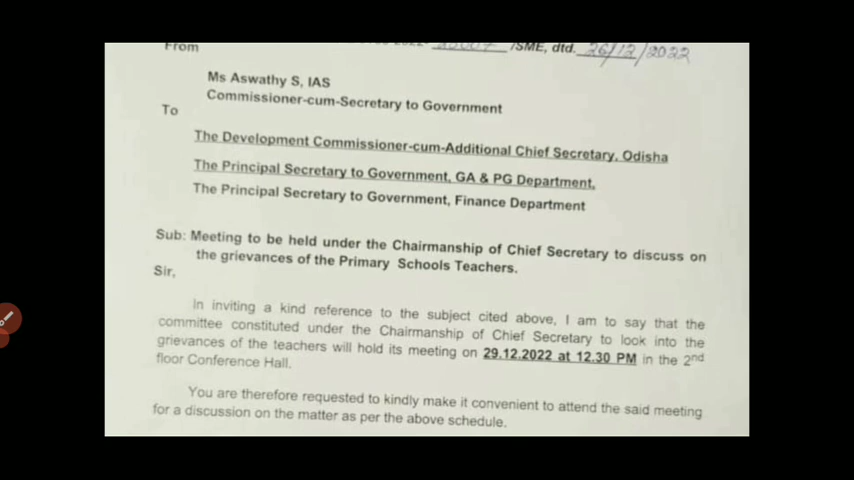 From
/SME, dtd. 26/12/2022
Ms Aswathy S, IAS
Commissioner-cum-Secretary to Government
To
The Development Commissioner-cum-Additional Chief Secretary, Odisha
The Principal Secretary to Government, GA & PG Department,
The Principal Secretary to Government, Finance Department
Sub: Meeting to be held under the Chairmanship of Chief Secretary to discuss on
the grievances of the Primary Schools Teachers.
Sir,
In inviting a kind reference to the subject cited above, I am to say that the
committee constituted under the Chairmanship of Chief Secretary to look into the
grievances of the teachers will hold its meeting on 29.12.2022 at 12.30 PM in the 2nd
floor Conference Hall.
You are therefore requested to kindly make it convenient to attend the said meeting
for a discussion on the matter as per the above schedule.